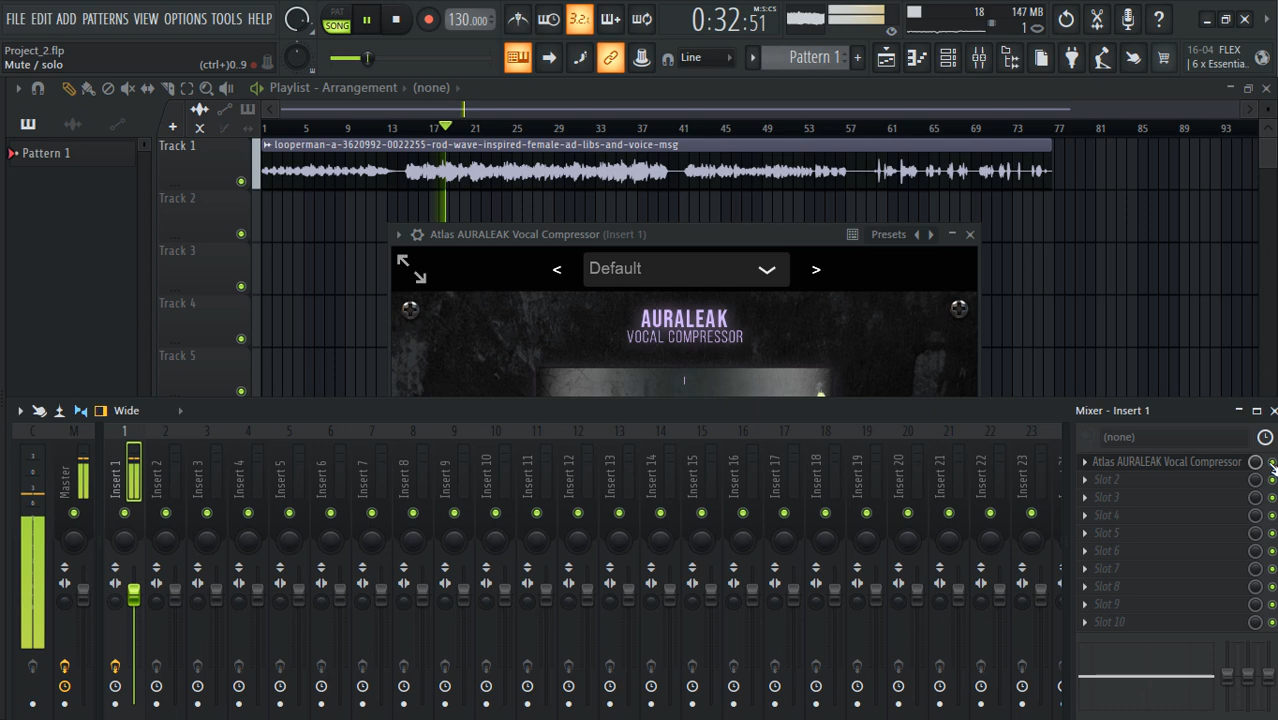 FILE EDIT PATTERNS VIEW OPTIONS TOOLS HELP
PAT
SONG
130.000
3.2.
0:32:51
M:S:CS
18
147 MB
1
Project_2.flp
Mute / solo
(ctrl+)0..9
Line
Pattern 1
16-04 FLEX
6 x Essentia..
Playlist - Arrangement
(none)
1 5 9 13 17 21 25 29 33 37 41 45 49 53 57 61 65 69 73 77 81 85 89 93
Pattern 1
Track 1
looperman-a-3620992-0022255-rod-wave-inspired-female-ad-libs-and-voice-msg
Track 2
Track 3
Track 4
Track 5
Atlas AURALEAK Vocal Compressor (Insert 1)
Presets
< Default >
AURALEAK
VOCAL COMPRESSOR
Wide
Mixer - Insert 1
C M 1 2 3 4 5 6 7 8 9 10 11 12 13 14 15 16 17 18 19 20 21 22 23
Master
Insert 1
Insert 2
Insert 3
Insert 4
Insert 5
Insert 6
Insert 7
Insert 8
Insert 9
Insert 10
Insert 11
Insert 12
Insert 13
Insert 14
Insert 15
Insert 16
Insert 17
Insert 18
Insert 19
Insert 20
Insert 21
Insert 22
Insert 23
(none)
Atlas AURALEAK Vocal Compressor
Slot 2
Slot 3
Slot 4
Slot 5
Slot 6
Slot 7
Slot 8
Slot 9
Slot 10